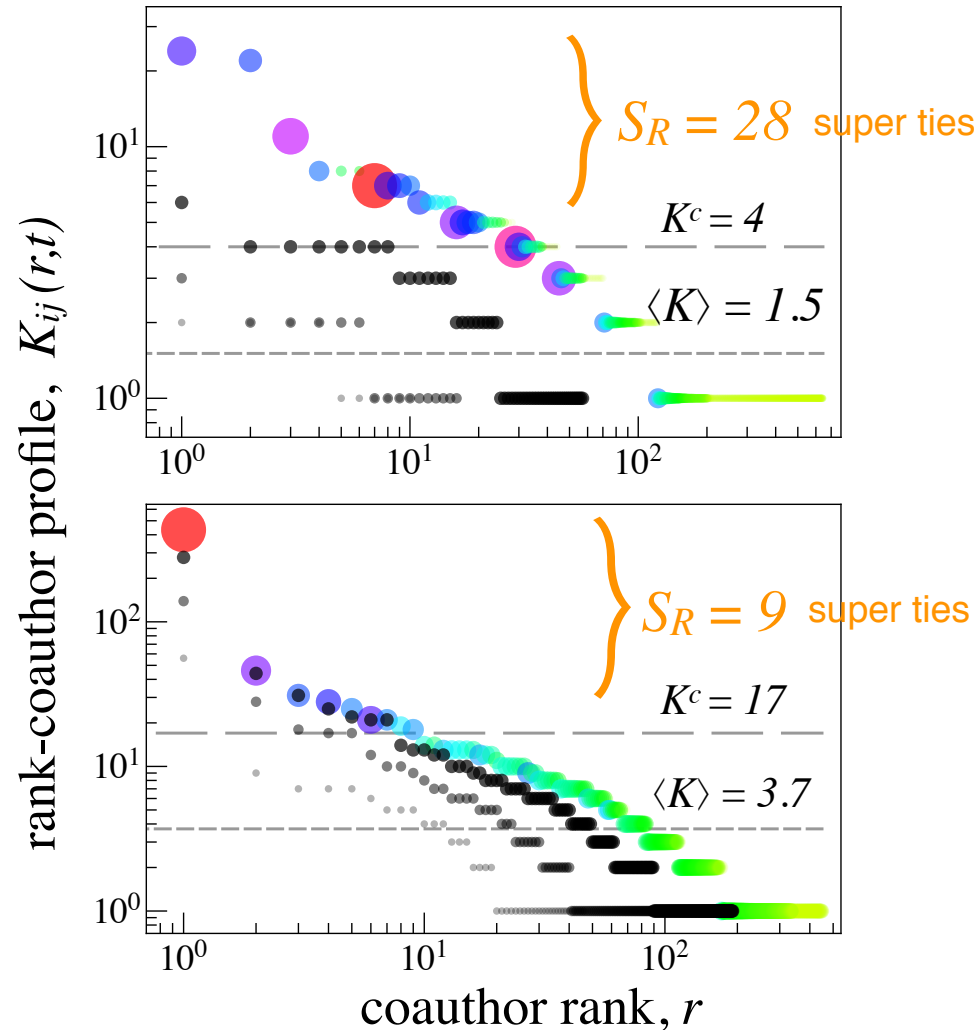 rank-coauthor profile, K_{ij}(r,t)
10^1
10^0
S_R = 28 super ties
K^c = 4
⟨K⟩ = 1.5
10^0 10^1 10^2
10^2
10^1
10^0
S_R = 9 super ties
K^c = 17
⟨K⟩ = 3.7
10^0 10^1 10^2
coauthor rank, r